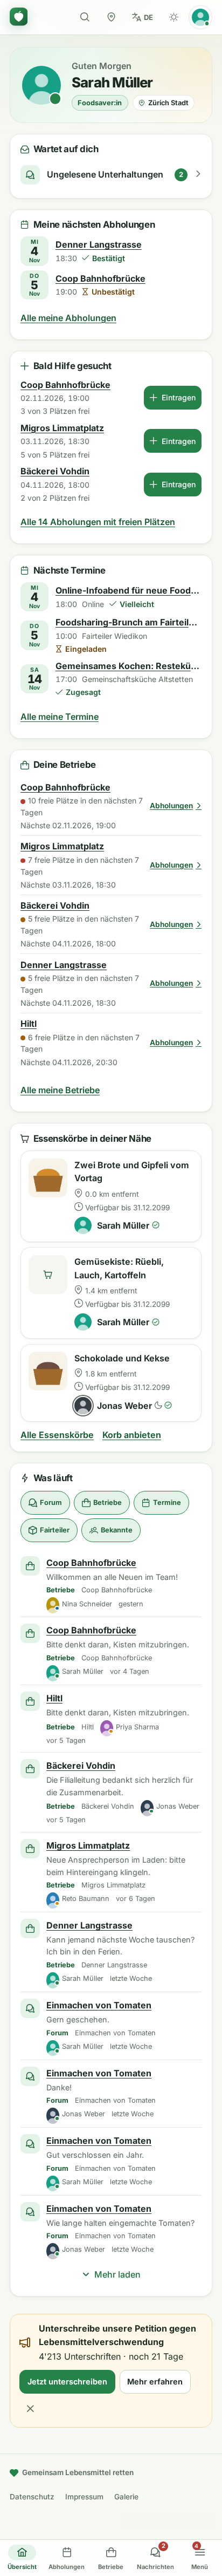 DE
Guten Morgen
Sarah Müller
Foodsaver:in
Zürich Stadt
Wartet auf dich
Ungelesene Unterhaltungen
2
Meine nächsten Abholungen
MI
4
Nov
Denner Langstrasse
18:30 Bestätigt
DO
5
Nov
Coop Bahnhofbrücke
19:00 Unbestätigt
Alle meine Abholungen
Bald Hilfe gesucht
Coop Bahnhofbrücke
02.11.2026, 19:00
3 von 3 Plätzen frei
Eintragen
Migros Limmatplatz
03.11.2026, 18:30
5 von 5 Plätzen frei
Eintragen
Bäckerei Vohdin
04.11.2026, 18:00
2 von 2 Plätzen frei
Eintragen
Alle 14 Abholungen mit freien Plätzen
Nächste Termine
MI
4
Nov
Online-Infoabend für neue Food…
18:00 Online Vielleicht
DO
5
Nov
Foodsharing-Brunch am Fairteil…
10:00 Fairteiler Wiedikon
Eingeladen
SA
14
Nov
Gemeinsames Kochen: Restekü…
17:00 Gemeinschaftsküche Altstetten
Zugesagt
Alle meine Termine
Deine Betriebe
Coop Bahnhofbrücke
10 freie Plätze in den nächsten 7
Tagen
Nächste 02.11.2026, 19:00
Abholungen
Migros Limmatplatz
7 freie Plätze in den nächsten 7
Tagen
Nächste 03.11.2026, 18:30
Abholungen
Bäckerei Vohdin
5 freie Plätze in den nächsten 7
Tagen
Nächste 04.11.2026, 18:00
Abholungen
Denner Langstrasse
5 freie Plätze in den nächsten 7
Tagen
Nächste 04.11.2026, 18:30
Abholungen
Hiltl
6 freie Plätze in den nächsten 7
Tagen
Nächste 04.11.2026, 20:30
Abholungen
Alle meine Betriebe
Essenskörbe in deiner Nähe
Zwei Brote und Gipfeli vom
Vortag
0.0 km entfernt
Verfügbar bis 31.12.2099
Sarah Müller
Gemüsekiste: Rüebli,
Lauch, Kartoffeln
1.4 km entfernt
Verfügbar bis 31.12.2099
Sarah Müller
Schokolade und Kekse
1.8 km entfernt
Verfügbar bis 31.12.2099
Jonas Weber
Alle Essenskörbe Korb anbieten
Was läuft
Forum Betriebe Termine
Fairteiler Bekannte
Coop Bahnhofbrücke
Willkommen an alle Neuen im Team!
Betriebe Coop Bahnhofbrücke
Nina Schneider gestern
Coop Bahnhofbrücke
Bitte denkt daran, Kisten mitzubringen.
Betriebe Coop Bahnhofbrücke
Sarah Müller vor 4 Tagen
Hiltl
Bitte denkt daran, Kisten mitzubringen.
Betriebe Hiltl Priya Sharma
vor 5 Tagen
Bäckerei Vohdin
Die Filialleitung bedankt sich herzlich für
die Zusammenarbeit.
Betriebe Bäckerei Vohdin Jonas Weber
vor 5 Tagen
Migros Limmatplatz
Neue Ansprechperson im Laden: bitte
beim Hintereingang klingeln.
Betriebe Migros Limmatplatz
Reto Baumann vor 6 Tagen
Denner Langstrasse
Kann jemand nächste Woche tauschen?
Ich bin in den Ferien.
Betriebe Denner Langstrasse
Sarah Müller letzte Woche
Einmachen von Tomaten
Gern geschehen.
Forum Einmachen von Tomaten
Sarah Müller letzte Woche
Einmachen von Tomaten
Danke!
Forum Einmachen von Tomaten
Jonas Weber letzte Woche
Einmachen von Tomaten
Gut verschlossen ein Jahr.
Forum Einmachen von Tomaten
Sarah Müller letzte Woche
Einmachen von Tomaten
Wie lange halten eingemachte Tomaten?
Forum Einmachen von Tomaten
Jonas Weber letzte Woche
Mehr laden
Unterschreibe unsere Petition gegen
Lebensmittelverschwendung
4'213 Unterschriften · noch 21 Tage
Jetzt unterschreiben
Mehr erfahren
Gemeinsam Lebensmittel retten
Datenschutz Impressum Galerie
Übersicht
Abholungen
Betriebe
2
Nachrichten
4
Menü